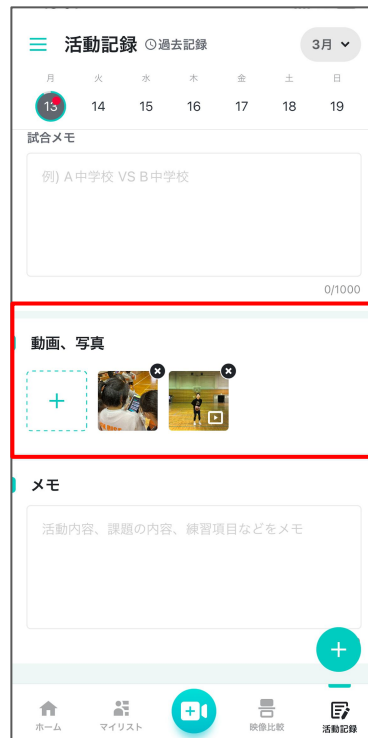 活動記録 過去記録 3月
月 火 水 木 金 土 日
13 14 15 16 17 18 19
試合メモ
例) A中学校 VS B中学校
0/1000
動画、写真
メモ
活動内容、課題の内容、練習項目などをメモ
ホーム マイリスト 映像比較 活動記録